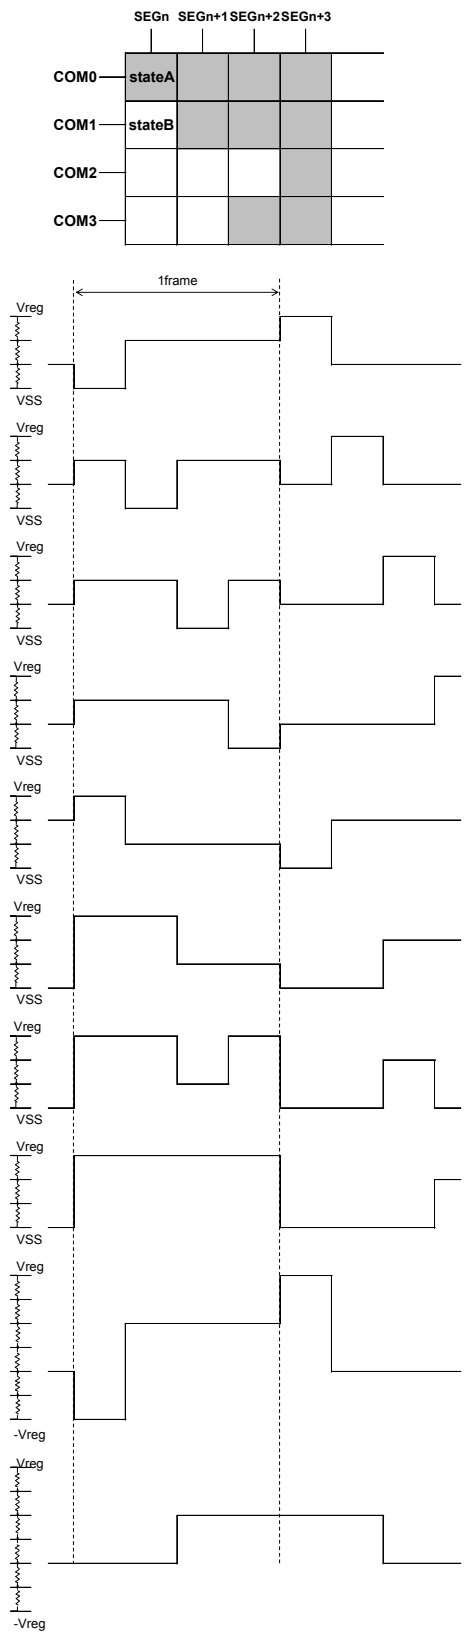 SEGn SEGn+1 SEGn+2 SEGn+3
COM0 stateA
COM1 stateB
COM2
COM3
1frame
Vreg
VSS
Vreg
VSS
Vreg
VSS
Vreg
VSS
Vreg
VSS
Vreg
VSS
Vreg
VSS
Vreg
VSS
Vreg
-Vreg
Vreg
-Vreg